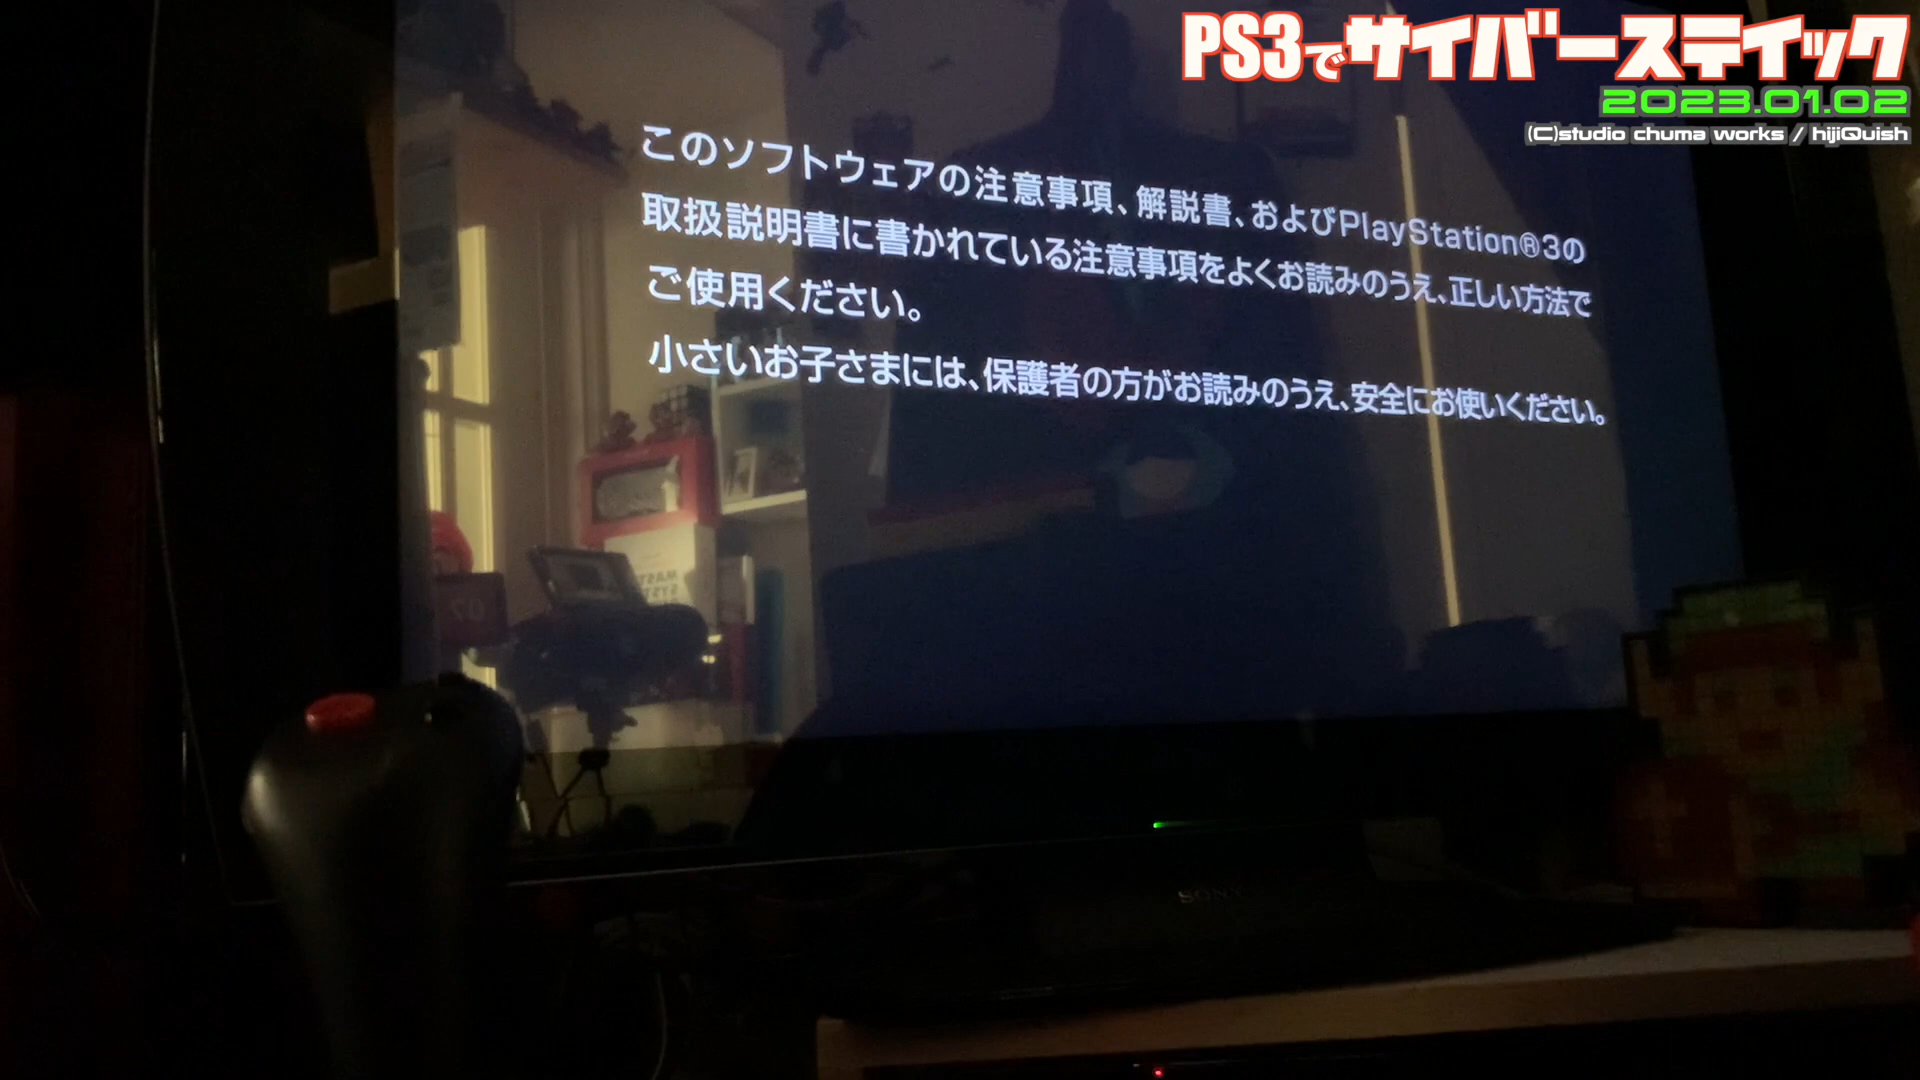 PS3でサイバースティック
2023.01.02
(C)studio chuma works / hijiQuish
このソフトウェアの注意事項、解説書、およびPlayStation®3の
取扱説明書に書かれている注意事項をよくお読みのうえ、正しい方法で
ご使用ください。
小さいお子さまには、保護者の方がお読みのうえ、安全にお使いください。
SONY